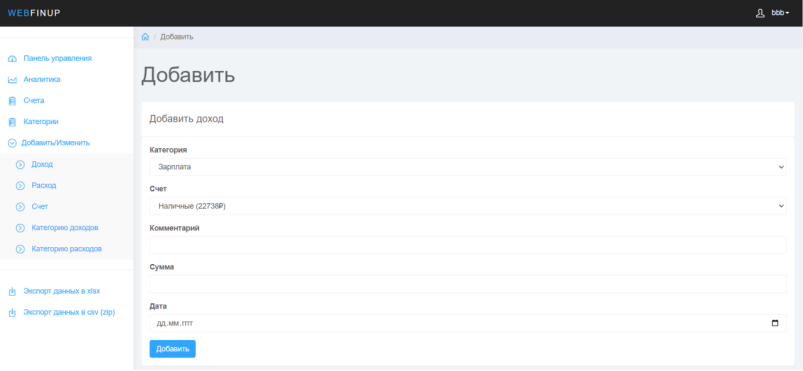 WEBFINUP
bbb
/ Добавить
Панель управления
Аналитика
Счета
Категории
Добавить/Изменить
Доход
Расход
Счет
Категорию доходов
Категорию расходов
Экспорт данных в xlsx
Экспорт данных в csv (zip)
Добавить
Добавить доход
Категория
Зарплата
Счет
Наличные (22738₽)
Комментарий
Сумма
Дата
дд.мм.гггг
Добавить